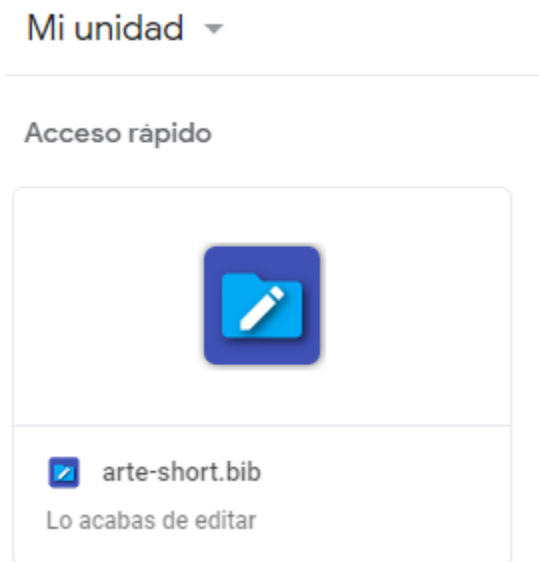 Mi unidad
Acceso rápido
arte-short.bib
Lo acabas de editar